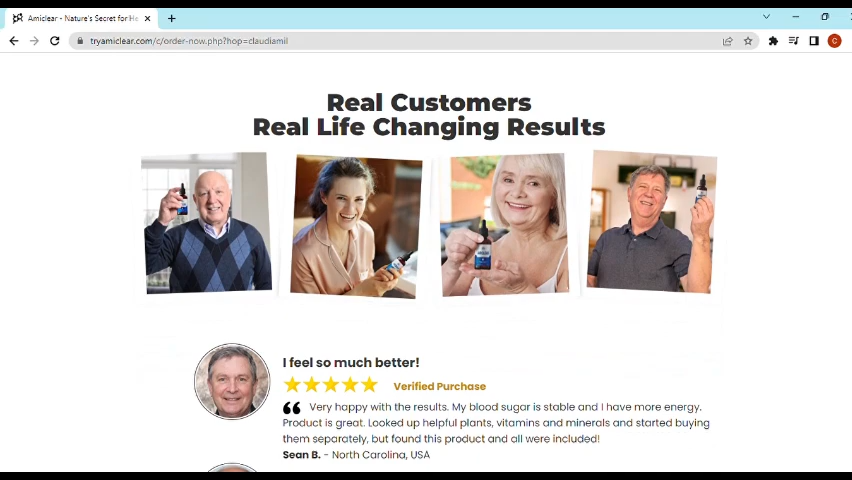 Amiclear - Nature's Secret for He
tryamiclear.com/c/order-now.php?hop=claudiamil
C
Real Customers
Real Life Changing Results
I feel so much better!
Verified Purchase
“ Very happy with the results. My blood sugar is stable and I have more energy.
Product is great. Looked up helpful plants, vitamins and minerals and started buying
them separately, but found this product and all were included!
Sean B. - North Carolina, USA